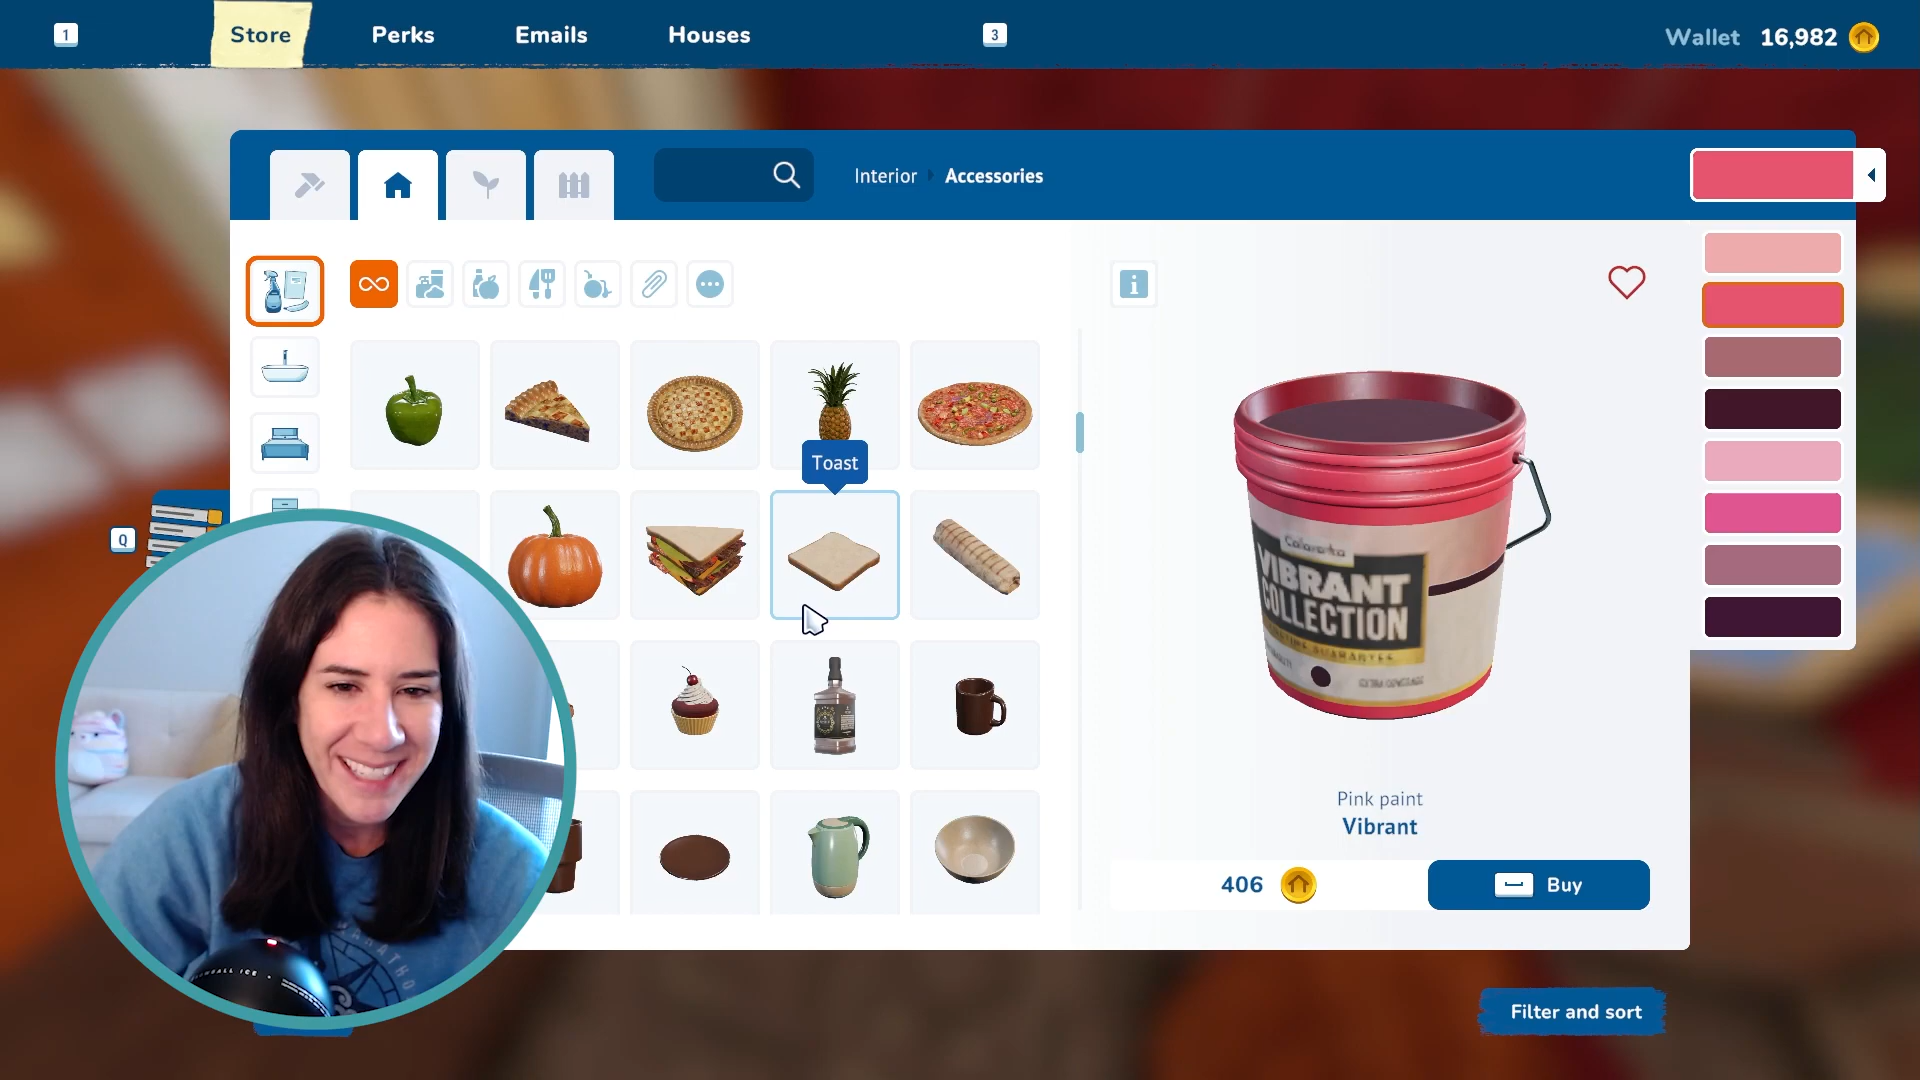 1
Store
Perks
Emails
Houses
3
Wallet 16,982
Interior
Accessories
Toast
Q
VIBRANT
COLLECTION
Pink paint
Vibrant
406
Buy
Filter and sort